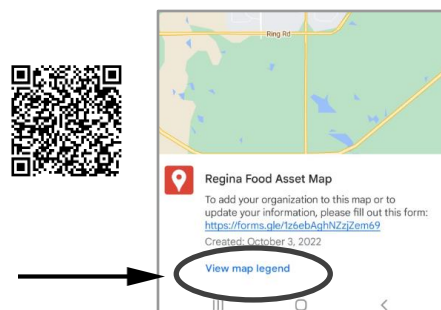 Ring Rd
Regina Food Asset Map
To add your organization to this map or to
update your information, please fill out this form:
https://forms.gle/1z6ebAghNZzjZem69
Created: October 3, 2022
View map legend